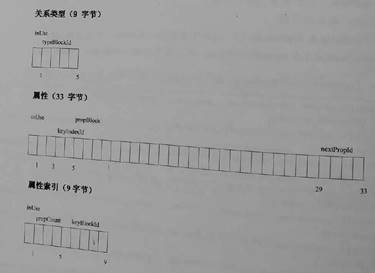 关系类型（9 字节）
inUse
typeBlockId
1 5
属性（33 字节）
inUse propBlock
keyIndexId nextPropId
1 3 5 29 33
属性索引（9 字节）
inUse
propCount keyBlockId
1 5 9